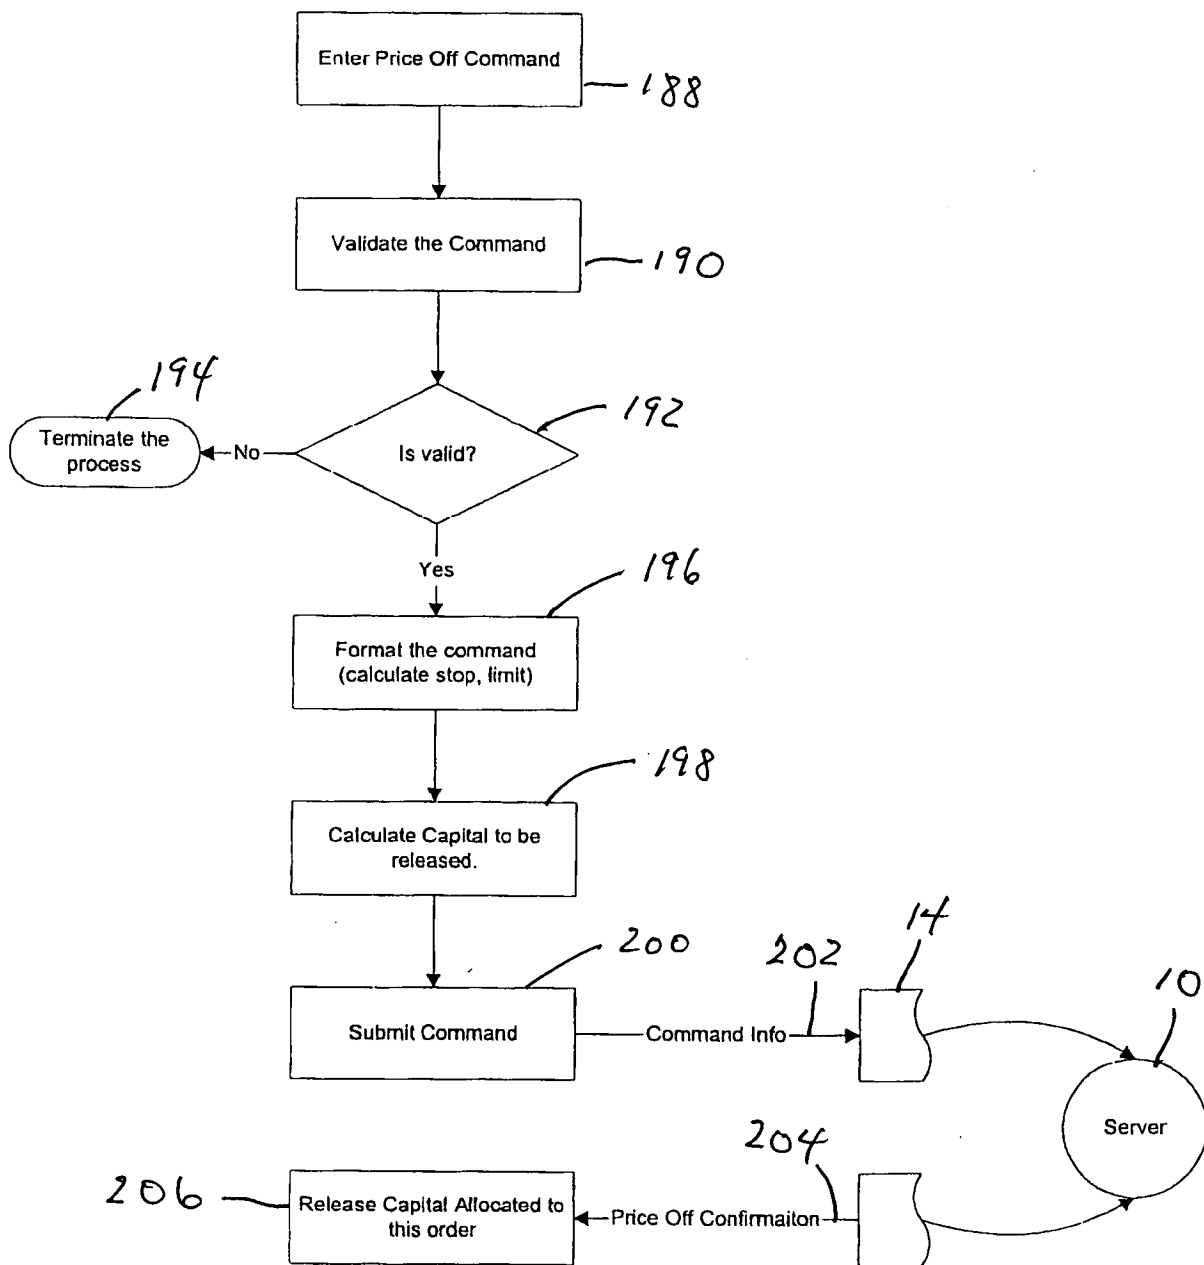 Enter Price Off Command
188
Validate the Command
190
194
192
Terminate the
process
No
Is valid?
Yes
196
Format the command
(calculate stop, limit)
198
Calculate Capital to be
released.
200
202
14
10
Submit Command
Command Info
Server
204
206
Release Capital Allocated to
this order
Price Off Confirmaiton